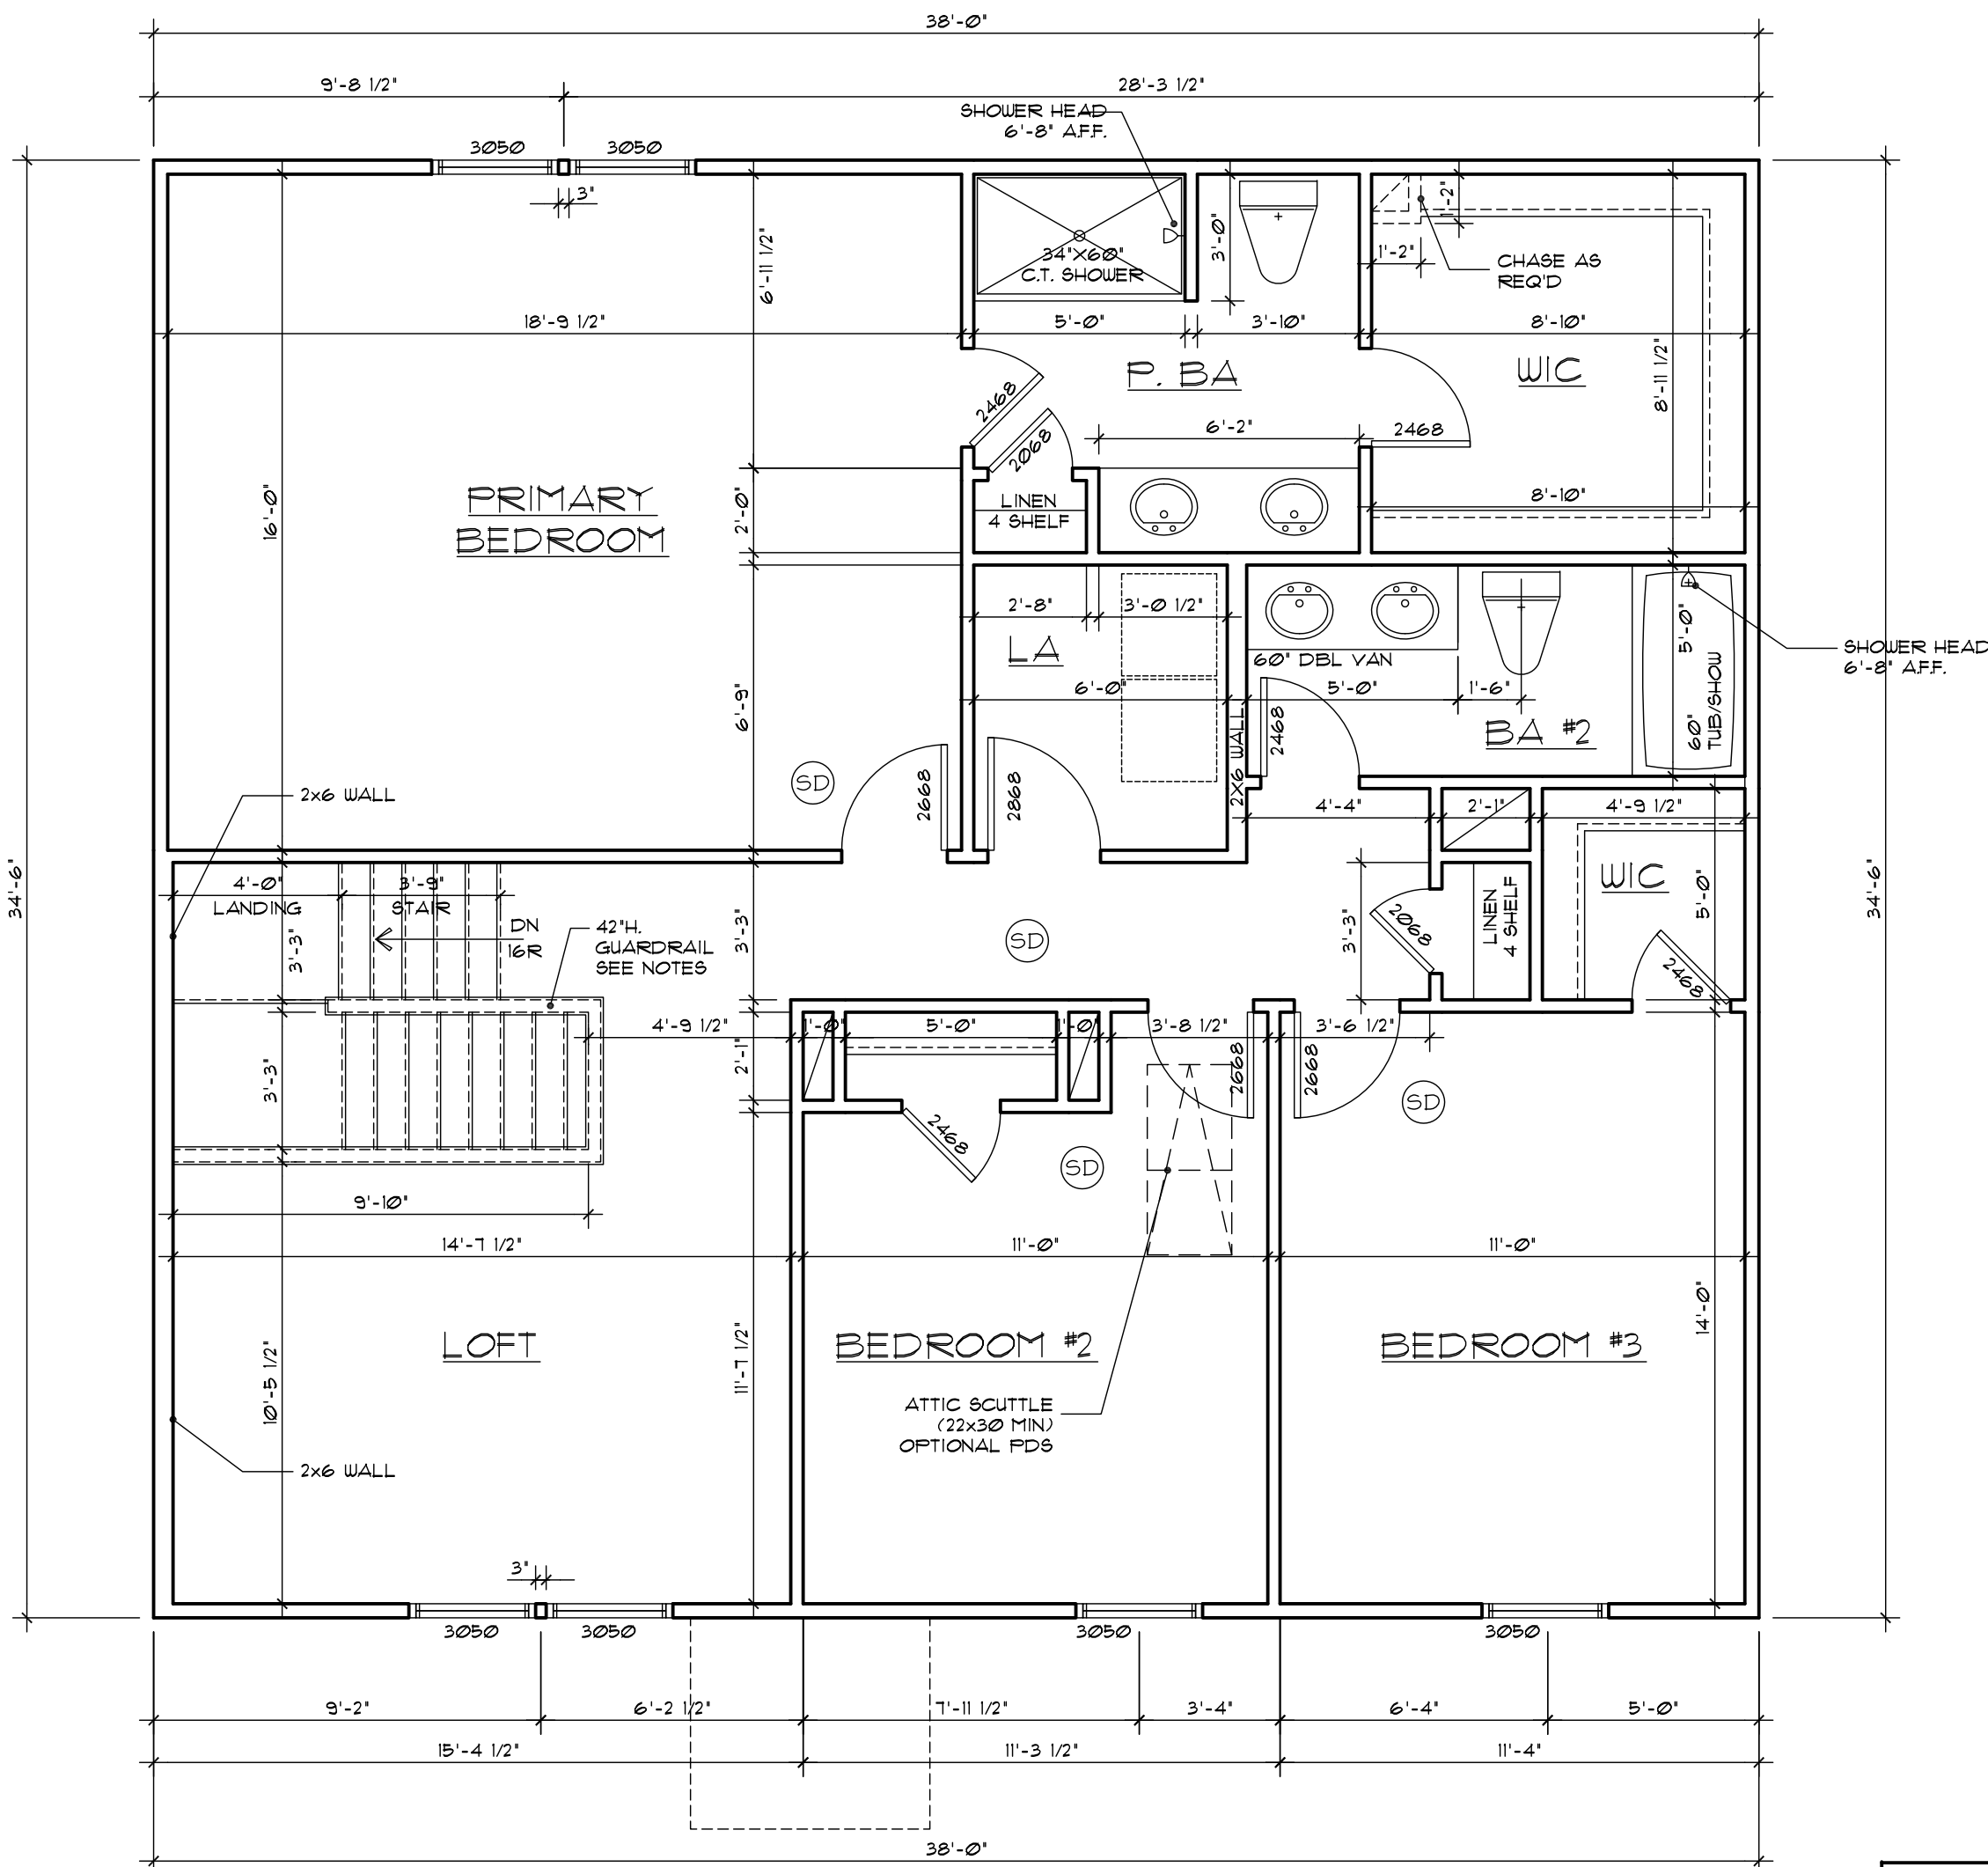 38'-0"
9'-8 1/2"
28'-3 1/2"
SHOWER HEAD
6'-8" A.F.F.
3050
3050
3"
6'-11 1/2"
34"X60"
C.T. SHOWER
3'-0"
1'-2"
1'-2"
CHASE AS
REQ'D
18'-9 1/2"
5'-0"
3'-10"
8'-10"
P. BA
WIC
8'-11 1/2"
2468
2068
6'-2"
2468
16'-0"
PRIMARY
BEDROOM
2'-0"
LINEN
4 SHELF
8'-10"
2'-8"
3'-0 1/2"
LA
60" DBL VAN
5'-0"
SHOWER HEAD
6'-8" A.F.F.
6'-9"
6'-0"
5'-0"
1'-6"
2X6 WALL
2468
BA #2
60"
TUB/SHOW
SD
2668
2868
2x6 WALL
4'-4"
2'-1"
4'-9 1/2"
34'-6"
34'-6"
4'-0"
LANDING
3'-9"
STAIR
DN
16R
42"H.
GUARDRAIL
SEE NOTES
3'-3"
3'-3"
SD
3'-3"
2068
LINEN
4 SHELF
WIC
5'-0"
2468
4'-9 1/2"
1'-0"
5'-0"
1'-0"
3'-8 1/2"
3'-6 1/2"
3'-3"
2'-1"
2668
2668
SD
2468
SD
9'-10"
14'-7 1/2"
11'-0"
11'-0"
LOFT
BEDROOM #2
BEDROOM #3
10'-5 1/2"
11'-7 1/2"
14'-0"
ATTIC SCUTTLE
(22x30 MIN)
OPTIONAL PDS
2x6 WALL
3"
3050
3050
3050
3050
9'-2"
6'-2 1/2"
7'-11 1/2"
3'-4"
6'-4"
5'-0"
15'-4 1/2"
11'-3 1/2"
11'-4"
38'-0"